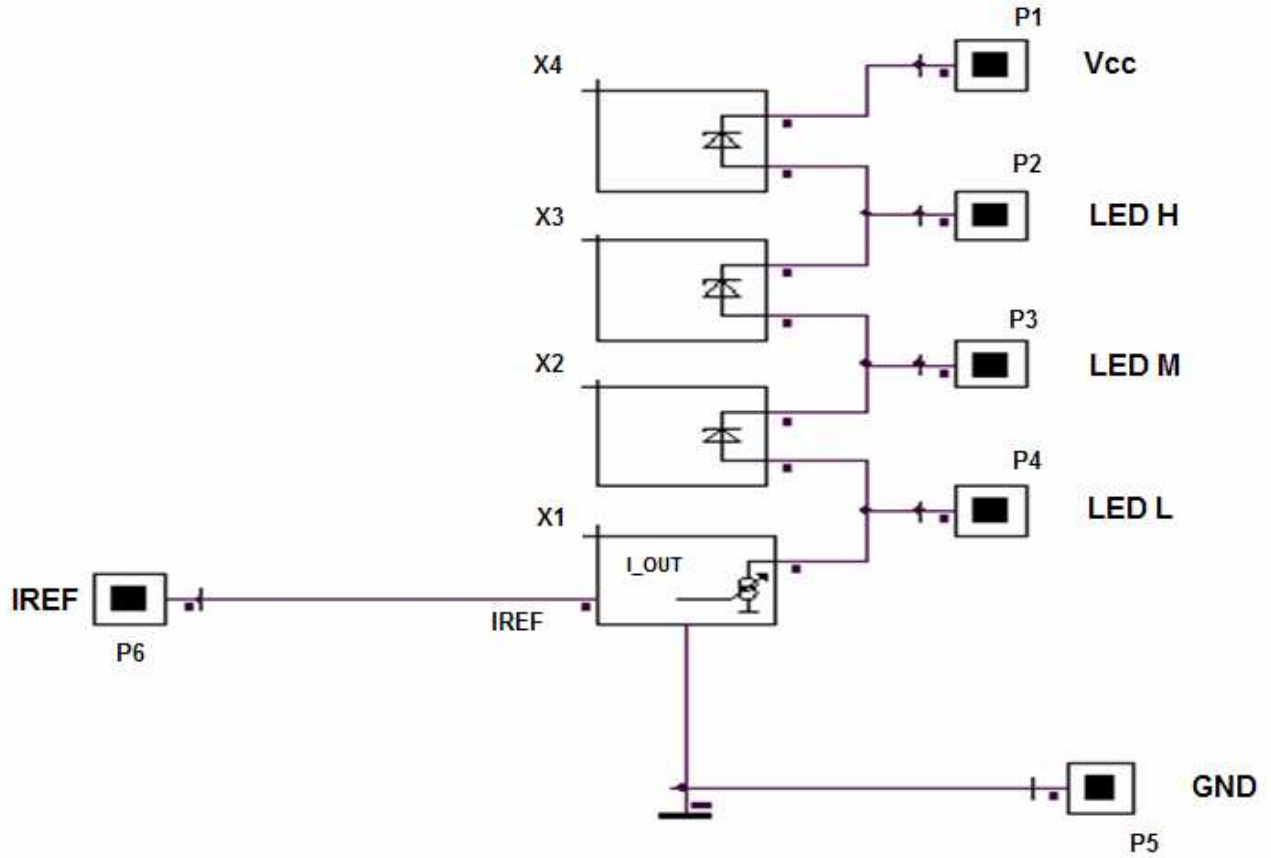 P1
X4
Vcc
P2
X3
LED H
P3
X2
LED M
P4
X1
LED L
I_OUT
IREF
IREF
P6
GND
P5